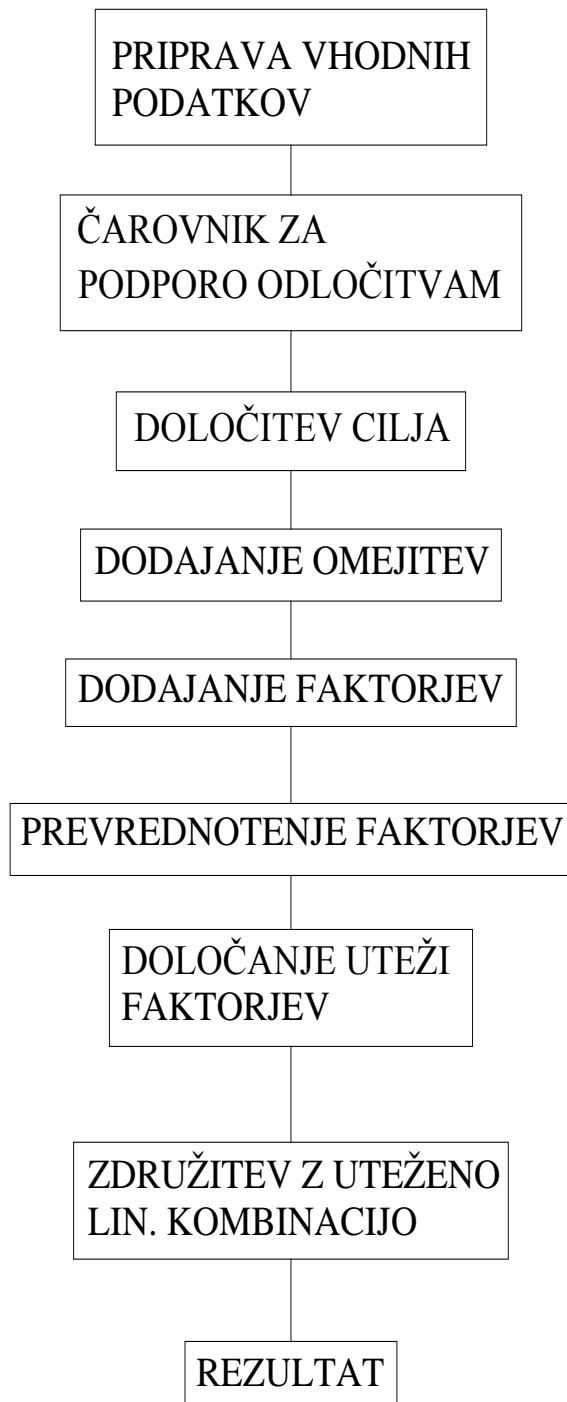 PRIPRAVA VHODNIH
PODATKOV
ČAROVNIK ZA
PODPORO ODLOČITVAM
DOLOČITEV CILJA
DODAJANJE OMEJITEV
DODAJANJE FAKTORJEV
PREVREDNOTENJE FAKTORJEV
DOLOČANJE UTEŽI
FAKTORJEV
ZDRUŽITEV Z UTEŽENO
LIN. KOMBINACIJO
REZULTAT